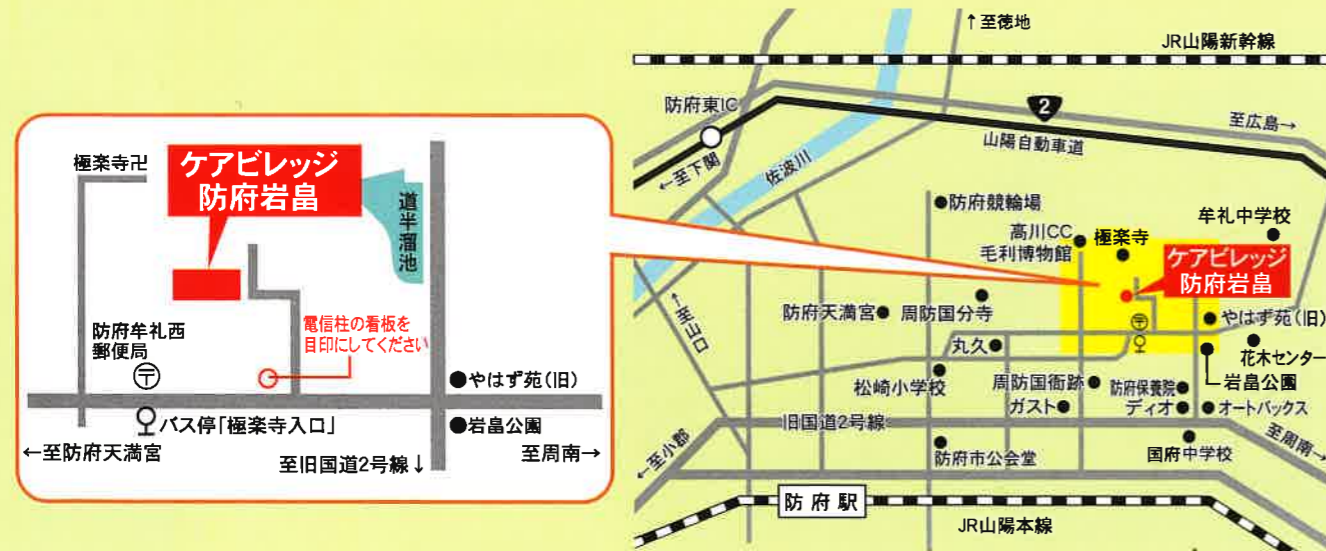 極楽寺卍
ケアビレッジ
防府岩畠
道半溜池
防府牟礼西
郵便局
〒
電信柱の看板を
目印にしてください
●やはず苑(旧)
バス停「極楽寺入口」
●岩畠公園
←至防府天満宮
至旧国道2号線↓
至周南→
↑至徳地
JR山陽新幹線
防府東IC
2
至広島→
山陽自動車道
←至下関
佐波川
●防府競輪場
牟礼中学校
高川CC
毛利博物館
極楽寺
ケアビレッジ
防府岩畠
←至山口
防府天満宮●
周防国分寺
〒
●やはず苑(旧)
丸久●
花木センター
岩畠公園
松崎小学校
周防国衙跡●
防府保養院
ガスト●
ディオ●
●オートバックス
旧国道2号線
至周南→
←至小郡
防府市公会堂
国府中学校
防府駅
JR山陽本線